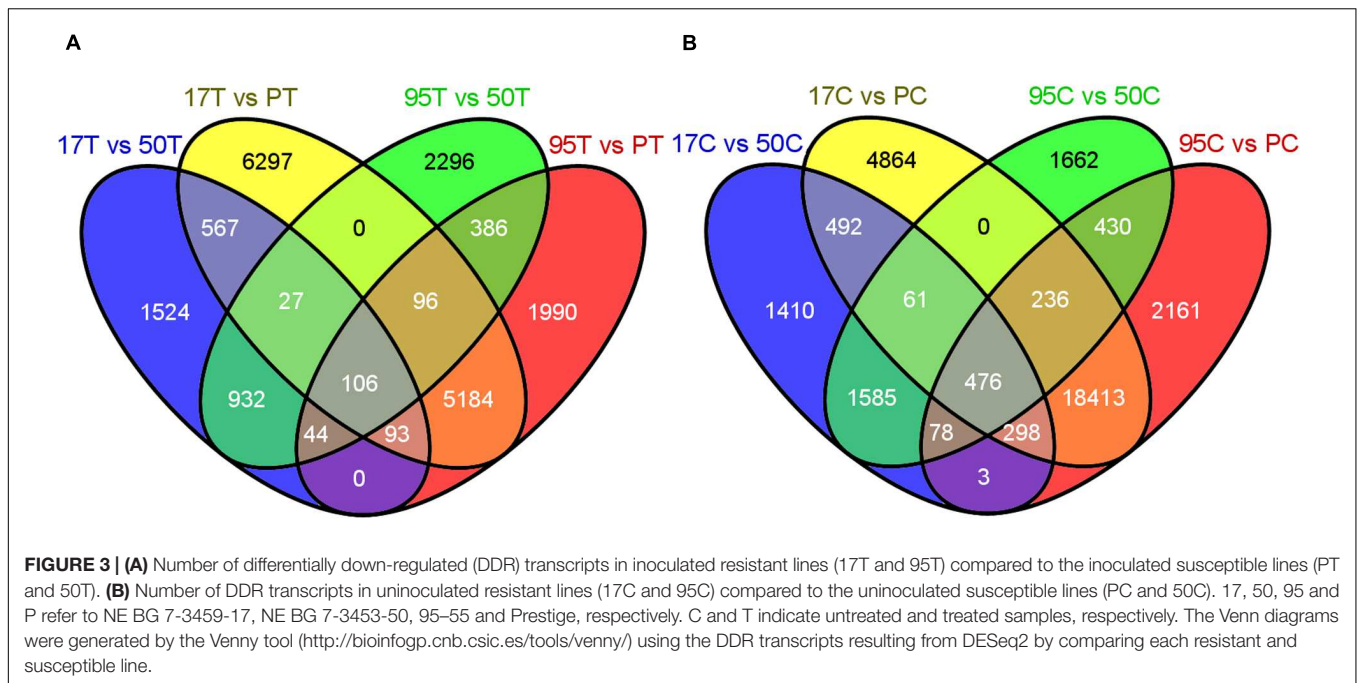 A
B
17T vs PT
95T vs 50T
17C vs PC
95C vs 50C
17T vs 50T
95T vs PT
17C vs 50C
95C vs PC
6297
2296
4864
1662
567
0
386
492
0
430
1524
27
96
1990
1410
61
236
2161
932
106
5184
1585
476
18413
44
93
78
298
0
3
FIGURE 3 | (A) Number of differentially down-regulated (DDR) transcripts in inoculated resistant lines (17T and 95T) compared to the inoculated susceptible lines (PT
and 50T). (B) Number of DDR transcripts in uninoculated resistant lines (17C and 95C) compared to the uninoculated susceptible lines (PC and 50C). 17, 50, 95 and
P refer to NE BG 7-3459-17, NE BG 7-3453-50, 95–55 and Prestige, respectively. C and T indicate untreated and treated samples, respectively. The Venn diagrams
were generated by the Venny tool (http://bioinfogp.cnb.csic.es/tools/venny/) using the DDR transcripts resulting from DESeq2 by comparing each resistant and
susceptible line.